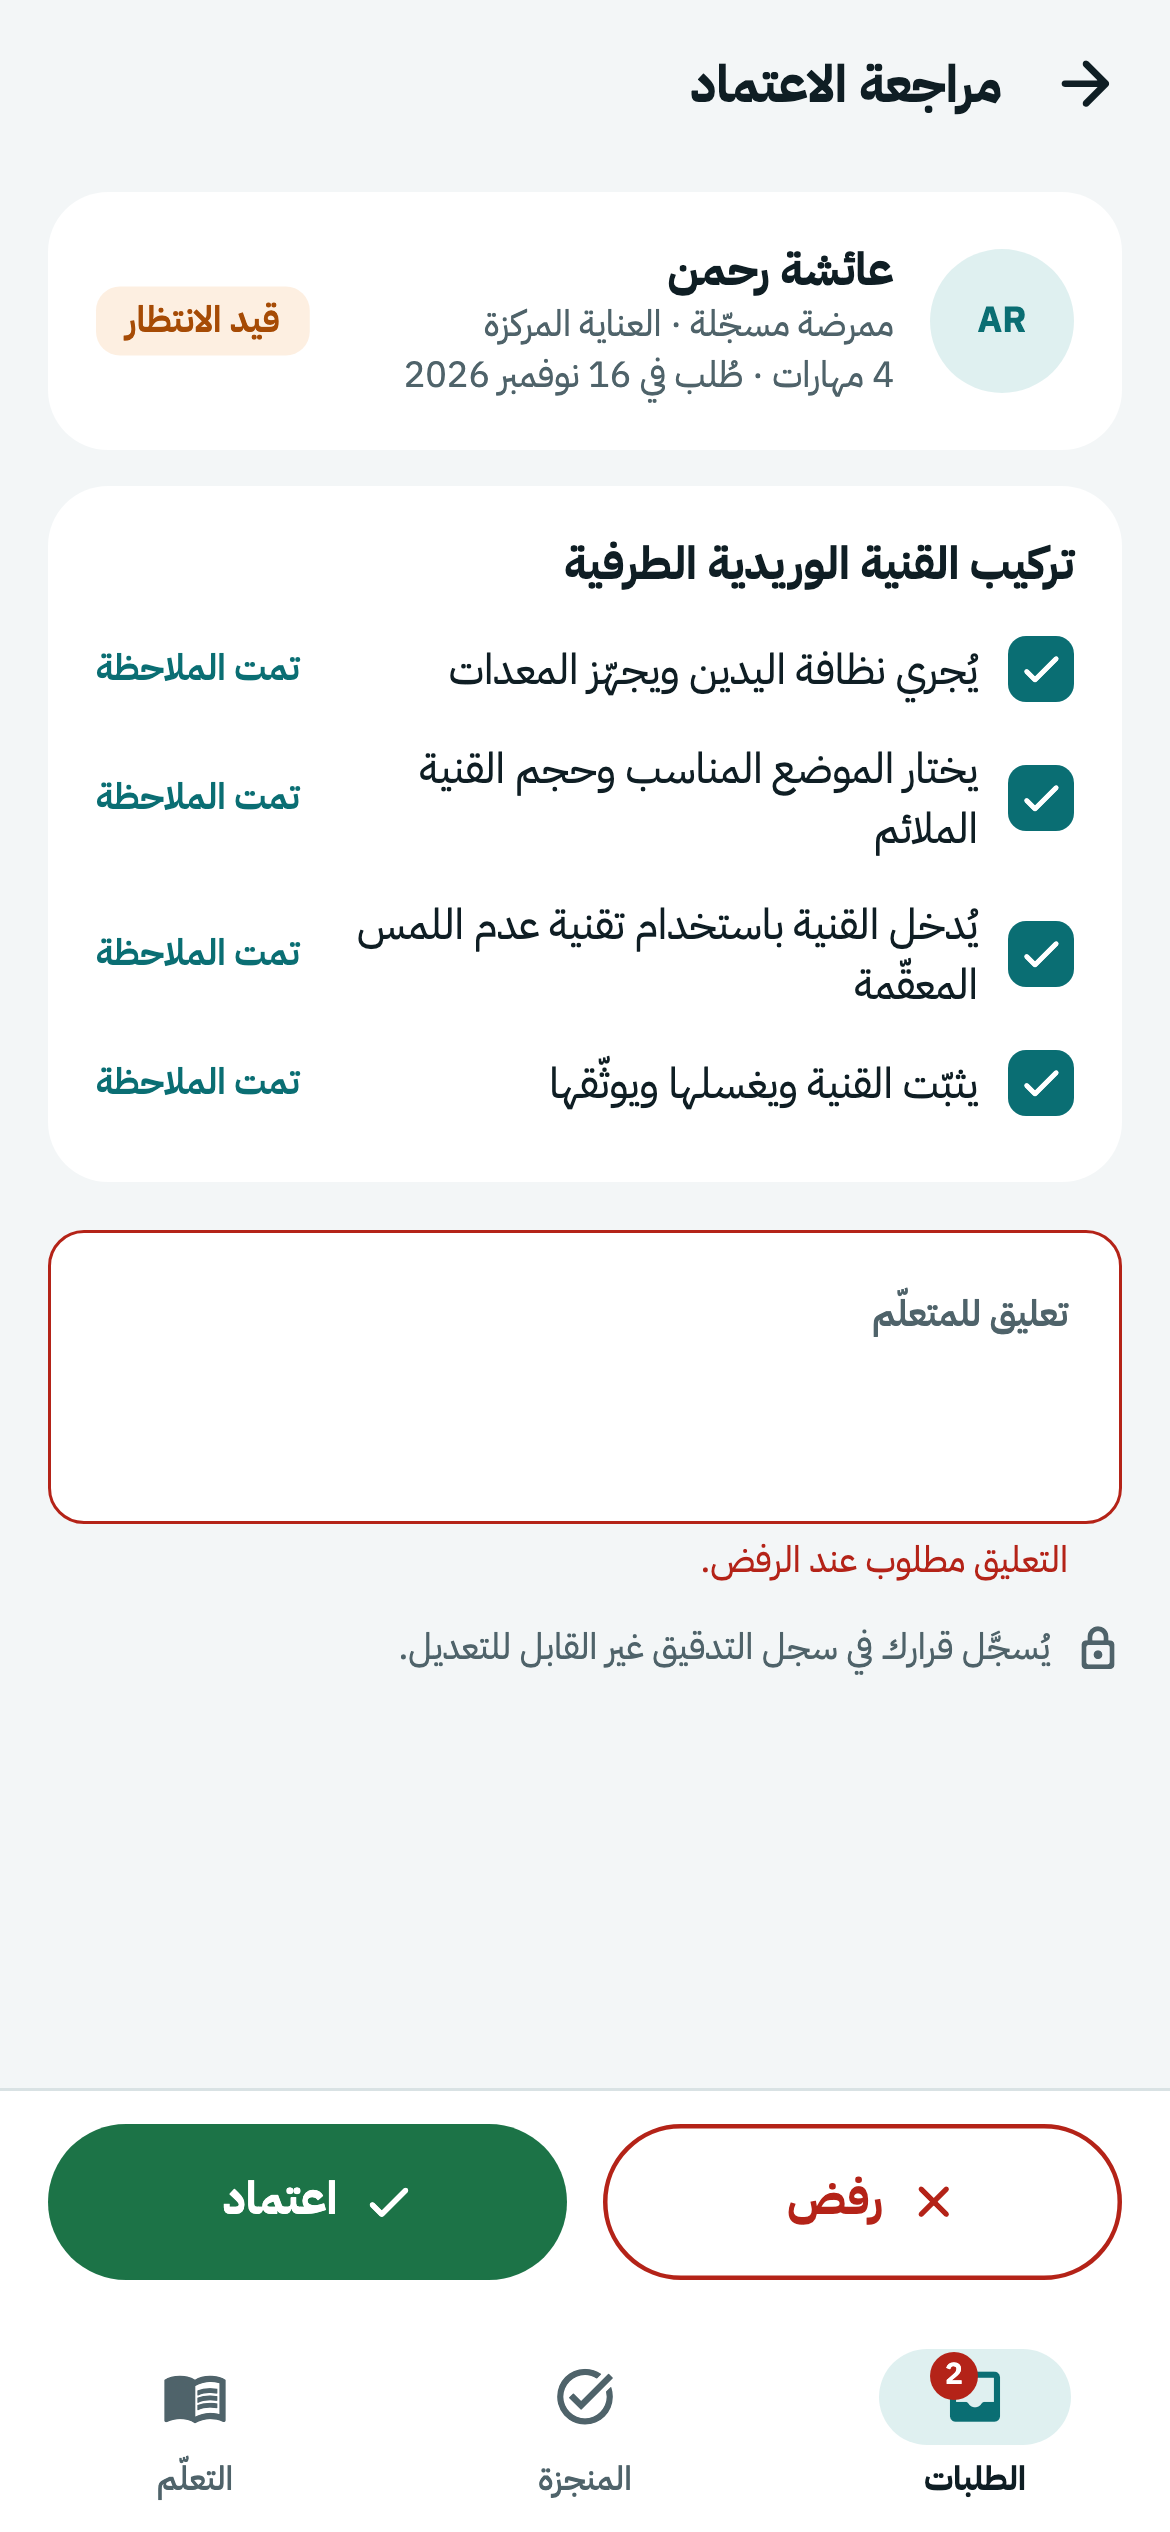 مراجعة الاعتماد
AR
عائشة رحمن
ممرضة مسجّلة · العناية المركزة
4 مهارات · طُلب في 16 نوفمبر 2026
قيد الانتظار
تركيب القنية الوريدية الطرفية
يُجري نظافة اليدين ويجهّز المعدات
تمت الملاحظة
يختار الموضع المناسب وحجم القنية
الملائم
تمت الملاحظة
يُدخل القنية باستخدام تقنية عدم اللمس
المعقّمة
تمت الملاحظة
يثبّت القنية ويغسلها ويوثّقها
تمت الملاحظة
تعليق للمتعلّم
التعليق مطلوب عند الرفض.
يُسجَّل قرارك في سجل التدقيق غير القابل للتعديل.
رفض
اعتماد
2
الطلبات
المنجزة
التعلّم